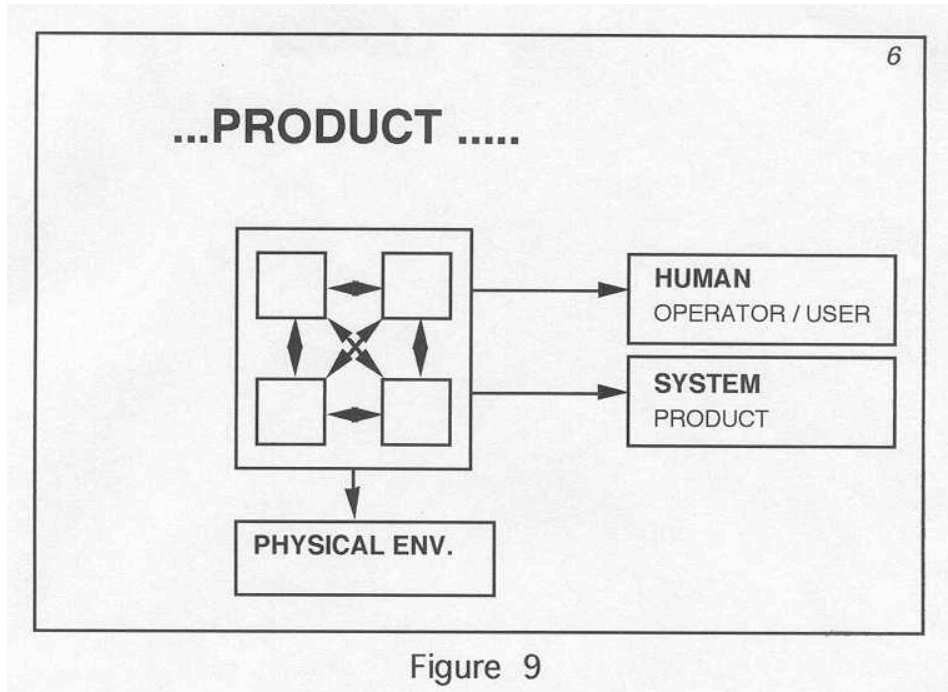 6
...PRODUCT .....
HUMAN
OPERATOR / USER
SYSTEM
PRODUCT
PHYSICAL ENV.
Figure 9